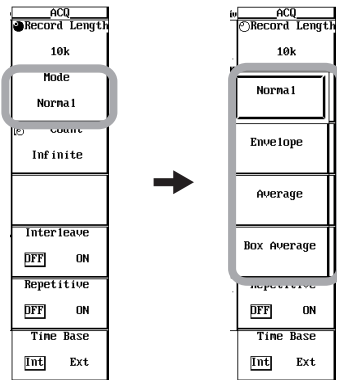 ACQ
Record Length
10k
Mode
Normal
Count
Infinite
Interleave
OFF ON
Repetitive
OFF ON
Time Base
Int Ext
ACQ
Record Length
10k
Normal
Envelope
Average
Box Average
Repetitive
OFF ON
Time Base
Int Ext